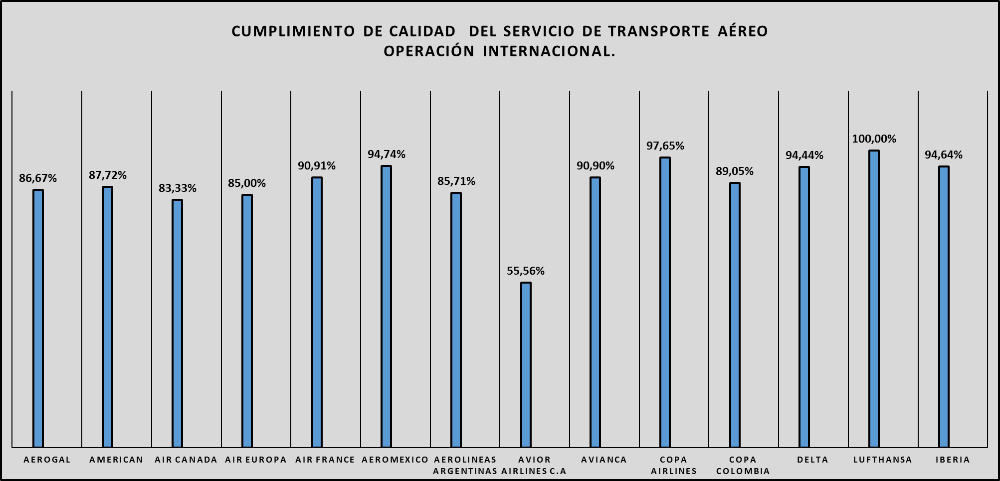 CUMPLIMIENTO DE CALIDAD DEL SERVICIO DE TRANSPORTE AÉREO
OPERACIÓN INTERNACIONAL.
86,67%
87,72%
83,33%
85,00%
90,91%
94,74%
85,71%
55,56%
90,90%
97,65%
89,05%
94,44%
100,00%
94,64%
AEROGAL
AMERICAN
AIR CANADA
AIR EUROPA
AIR FRANCE
AEROMEXICO
AEROLINEAS
ARGENTINAS
AVIOR
AIRLINES C.A
AVIANCA
COPA
AIRLINES
COPA
COLOMBIA
DELTA
LUFTHANSA
IBERIA